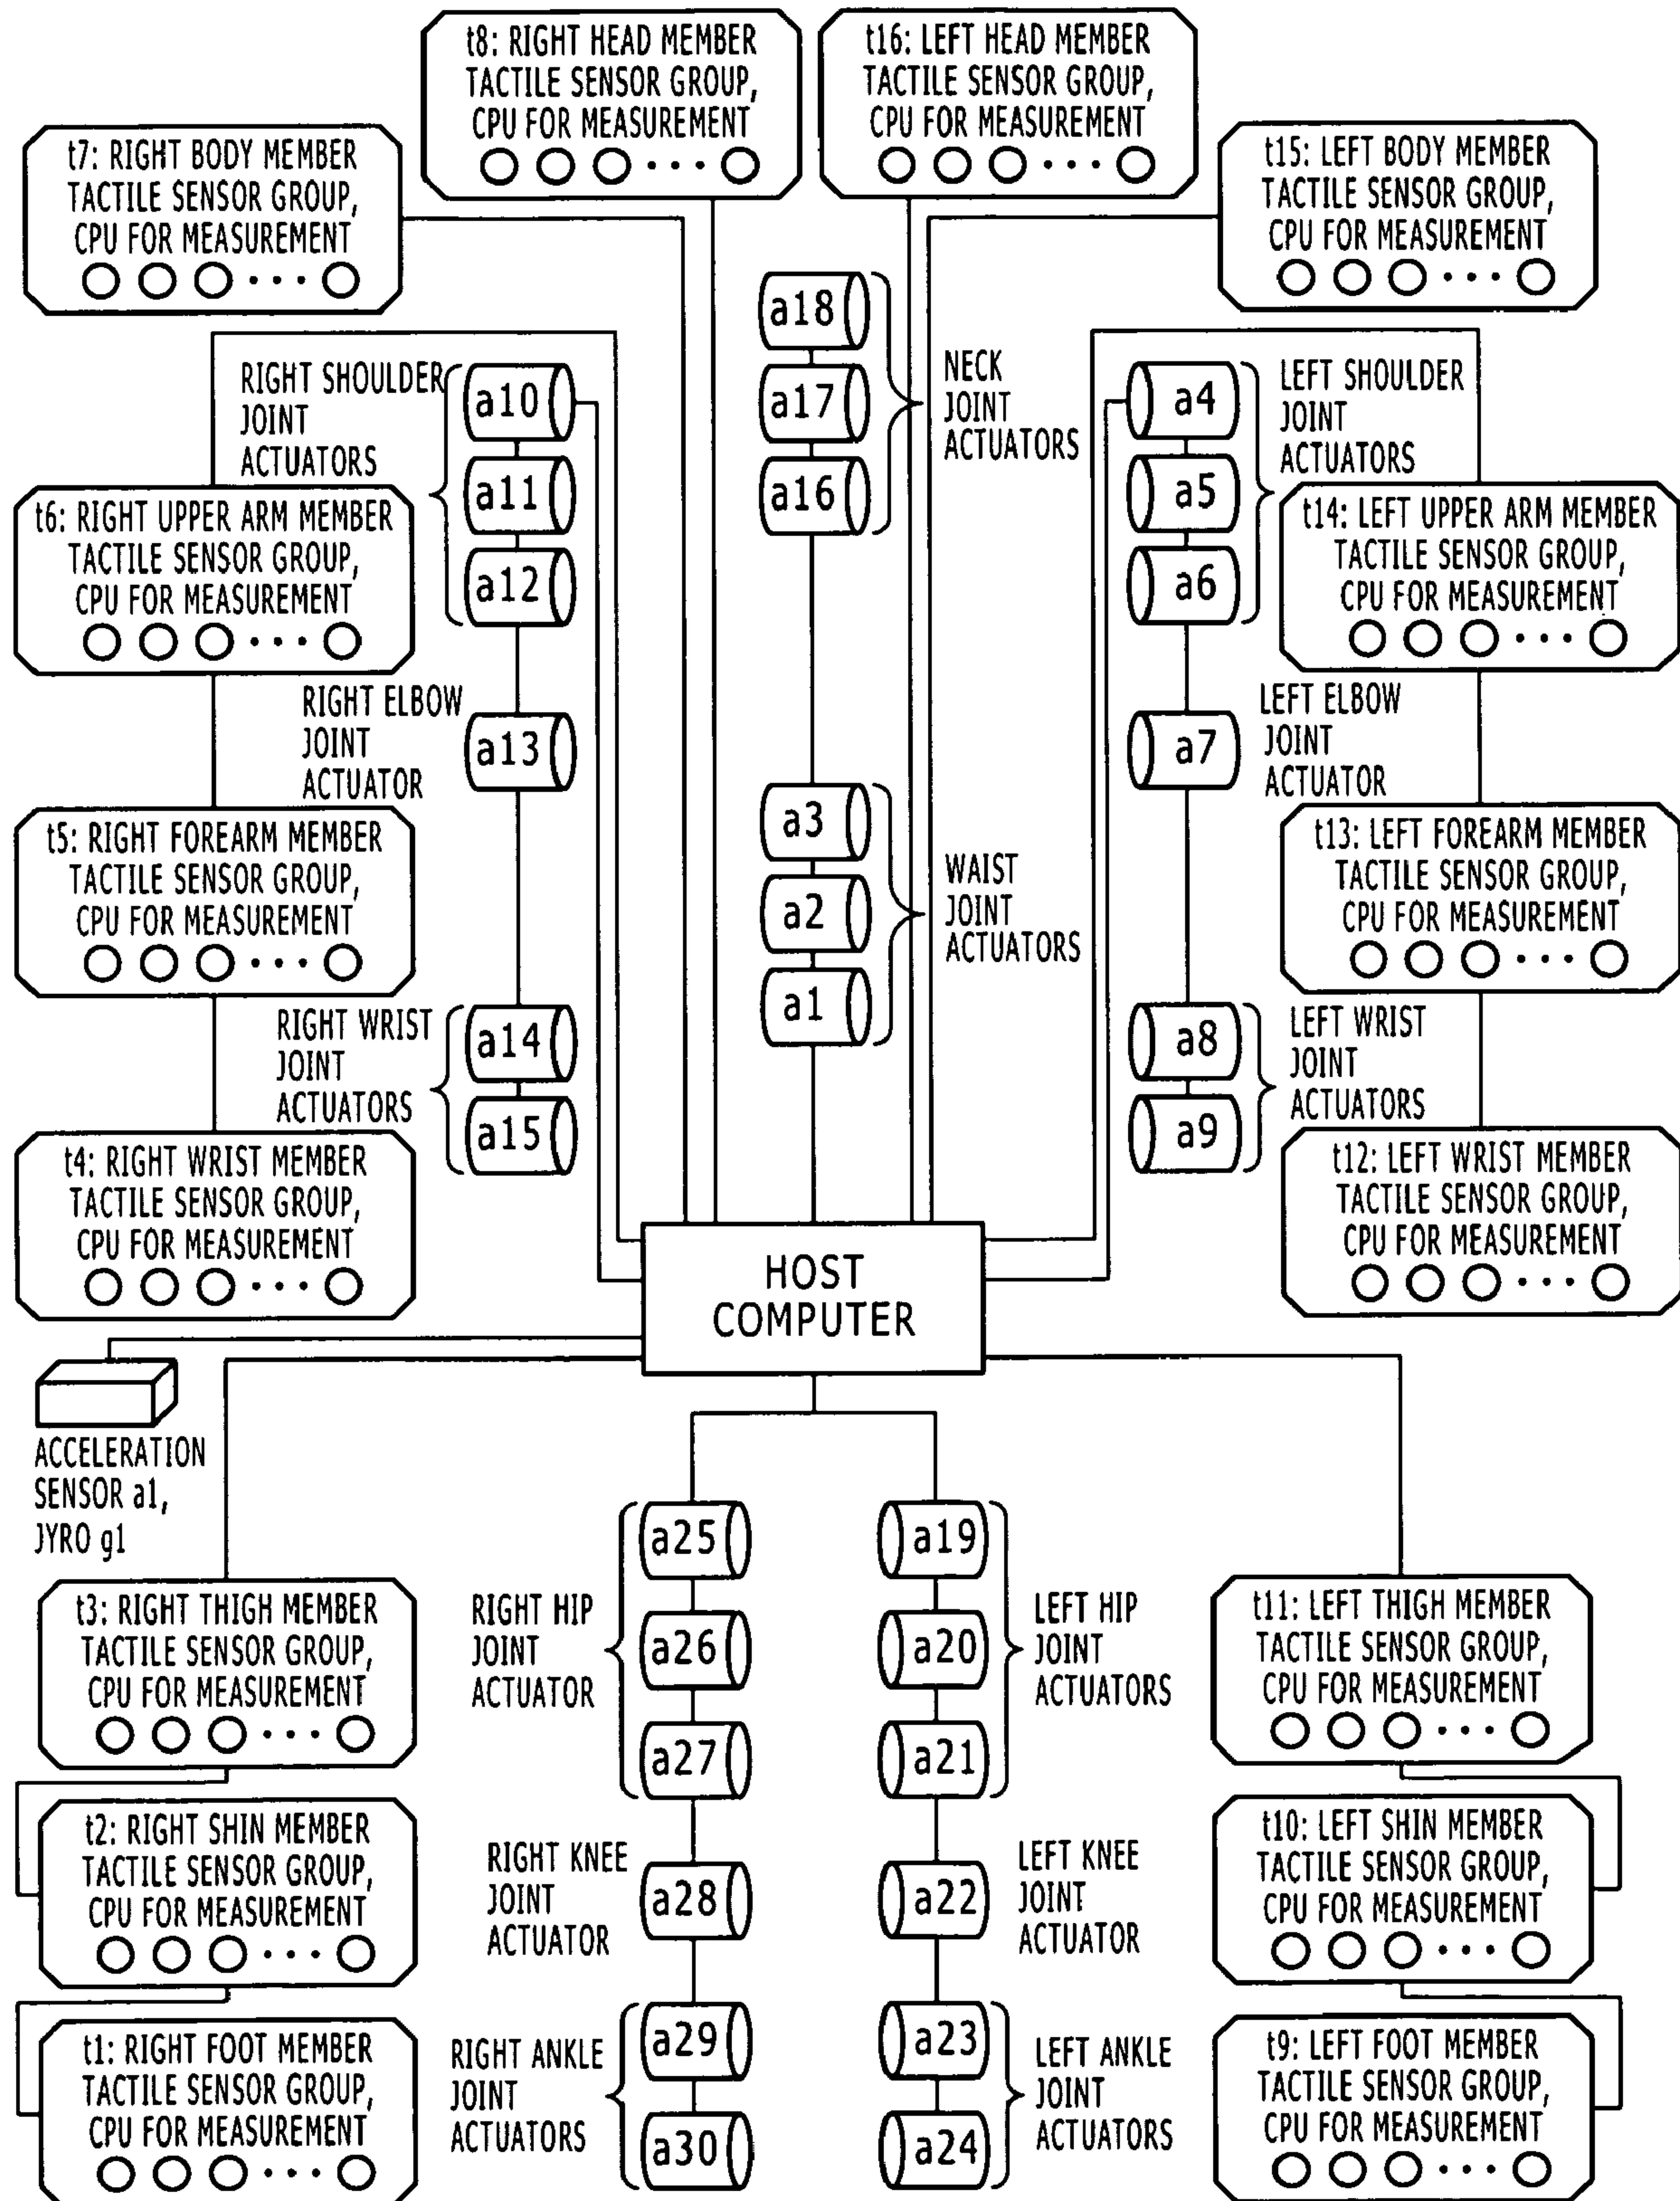 t8: RIGHT HEAD MEMBER
TACTILE SENSOR GROUP,
CPU FOR MEASUREMENT
t16: LEFT HEAD MEMBER
TACTILE SENSOR GROUP,
CPU FOR MEASUREMENT
t7: RIGHT BODY MEMBER
TACTILE SENSOR GROUP,
CPU FOR MEASUREMENT
t15: LEFT BODY MEMBER
TACTILE SENSOR GROUP,
CPU FOR MEASUREMENT
RIGHT SHOULDER
JOINT
ACTUATORS
a10
a11
a12
a18
a17
a16
NECK
JOINT
ACTUATORS
a4
a5
a6
LEFT SHOULDER
JOINT
ACTUATORS
t6: RIGHT UPPER ARM MEMBER
TACTILE SENSOR GROUP,
CPU FOR MEASUREMENT
t14: LEFT UPPER ARM MEMBER
TACTILE SENSOR GROUP,
CPU FOR MEASUREMENT
RIGHT ELBOW
JOINT
ACTUATOR
a13
a7
LEFT ELBOW
JOINT
ACTUATOR
t5: RIGHT FOREARM MEMBER
TACTILE SENSOR GROUP,
CPU FOR MEASUREMENT
a3
a2
a1
WAIST
JOINT
ACTUATORS
t13: LEFT FOREARM MEMBER
TACTILE SENSOR GROUP,
CPU FOR MEASUREMENT
RIGHT WRIST
JOINT
ACTUATORS
a14
a15
a8
a9
LEFT WRIST
JOINT
ACTUATORS
t4: RIGHT WRIST MEMBER
TACTILE SENSOR GROUP,
CPU FOR MEASUREMENT
t12: LEFT WRIST MEMBER
TACTILE SENSOR GROUP,
CPU FOR MEASUREMENT
HOST
COMPUTER
ACCELERATION
SENSOR a1,
JYRO g1
t3: RIGHT THIGH MEMBER
TACTILE SENSOR GROUP,
CPU FOR MEASUREMENT
RIGHT HIP
JOINT
ACTUATOR
a25
a26
a27
a19
a20
a21
LEFT HIP
JOINT
ACTUATORS
t11: LEFT THIGH MEMBER
TACTILE SENSOR GROUP,
CPU FOR MEASUREMENT
t2: RIGHT SHIN MEMBER
TACTILE SENSOR GROUP,
CPU FOR MEASUREMENT
RIGHT KNEE
JOINT
ACTUATOR
a28
a22
LEFT KNEE
JOINT
ACTUATOR
t10: LEFT SHIN MEMBER
TACTILE SENSOR GROUP,
CPU FOR MEASUREMENT
t1: RIGHT FOOT MEMBER
TACTILE SENSOR GROUP,
CPU FOR MEASUREMENT
RIGHT ANKLE
JOINT
ACTUATORS
a29
a30
a23
a24
LEFT ANKLE
JOINT
ACTUATORS
t9: LEFT FOOT MEMBER
TACTILE SENSOR GROUP,
CPU FOR MEASUREMENT